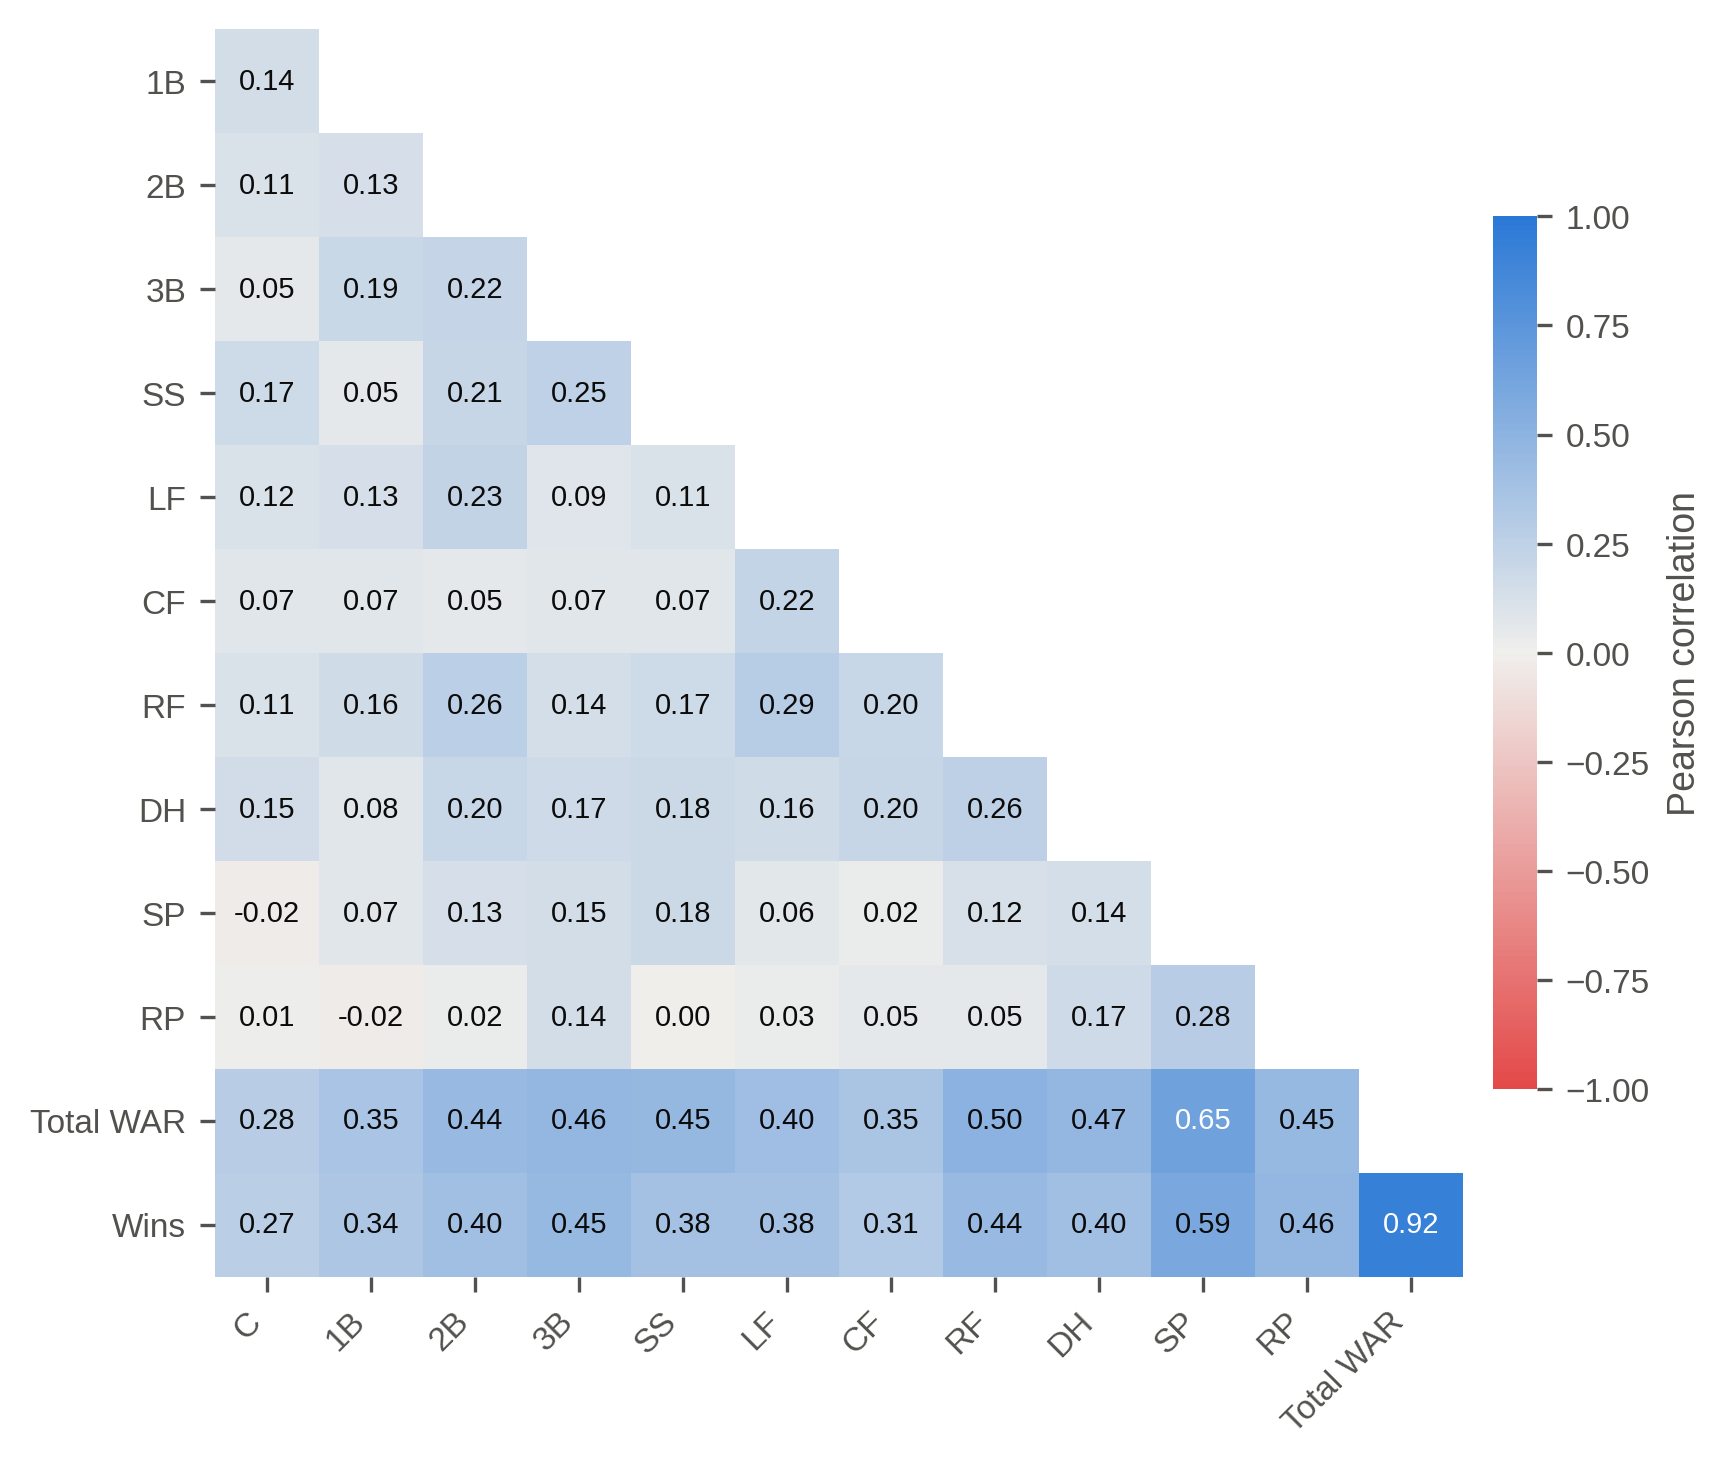 1B 0.14
2B 0.11 0.13
3B 0.05 0.19 0.22
SS 0.17 0.05 0.21 0.25
LF 0.12 0.13 0.23 0.09 0.11
CF 0.07 0.07 0.05 0.07 0.07 0.22
RF 0.11 0.16 0.26 0.14 0.17 0.29 0.20
DH 0.15 0.08 0.20 0.17 0.18 0.16 0.20 0.26
SP -0.02 0.07 0.13 0.15 0.18 0.06 0.02 0.12 0.14
RP 0.01 -0.02 0.02 0.14 0.00 0.03 0.05 0.05 0.17 0.28
Total WAR 0.28 0.35 0.44 0.46 0.45 0.40 0.35 0.50 0.47 0.65 0.45
Wins 0.27 0.34 0.40 0.45 0.38 0.38 0.31 0.44 0.40 0.59 0.46 0.92
C 1B 2B 3B SS LF CF RF DH SP RP Total WAR
1.00
0.75
0.50
0.25
0.00
−0.25
−0.50
−0.75
−1.00
Pearson correlation